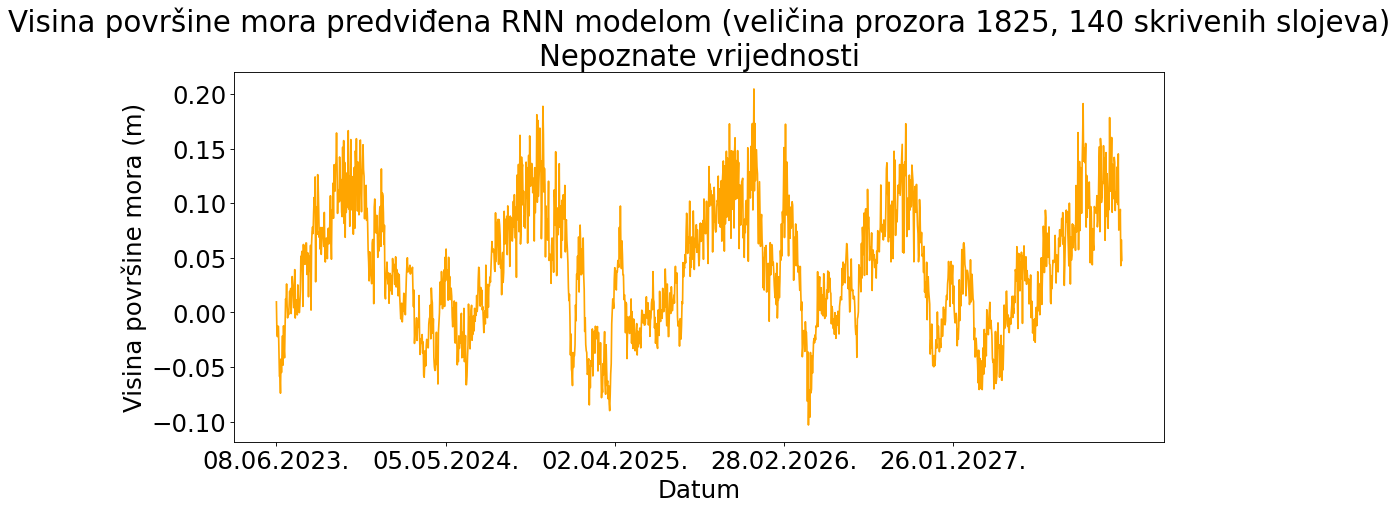 Visina površine mora predviđena RNN modelom (veličina prozora 1825, 140 skrivenih slojeva)
Nepoznate vrijednosti
Visina površine mora (m)
0.20
0.15
0.10
0.05
0.00
−0.05
−0.10
08.06.2023. 05.05.2024. 02.04.2025. 28.02.2026. 26.01.2027.
Datum